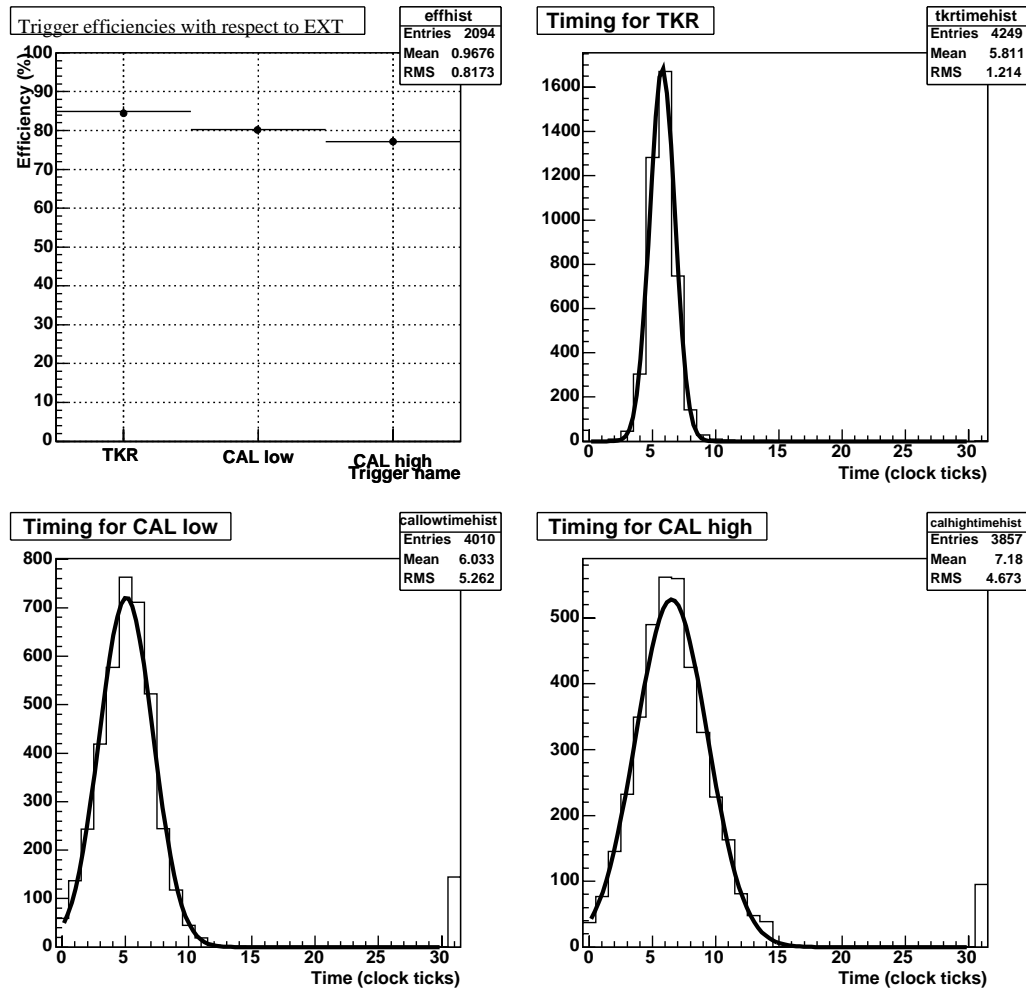 Trigger efficiencies with respect to EXT
effhist
Entries 2094
Mean 0.9676
RMS 0.8173
Efficiency (%)
100
90
80
70
60
50
40
30
20
10
0
TKR
CAL low
CAL high
Trigger name
Timing for TKR
tkrtimehist
Entries 4249
Mean 5.811
RMS 1.214
1600
1400
1200
1000
800
600
400
200
0
0 5 10 15 20 25 30
Time (clock ticks)
Timing for CAL low
callowtimehist
Entries 4010
Mean 6.033
RMS 5.262
800
700
600
500
400
300
200
100
0
0 5 10 15 20 25 30
Time (clock ticks)
Timing for CAL high
calhightimehist
Entries 3857
Mean 7.18
RMS 4.673
500
400
300
200
100
0
0 5 10 15 20 25 30
Time (clock ticks)